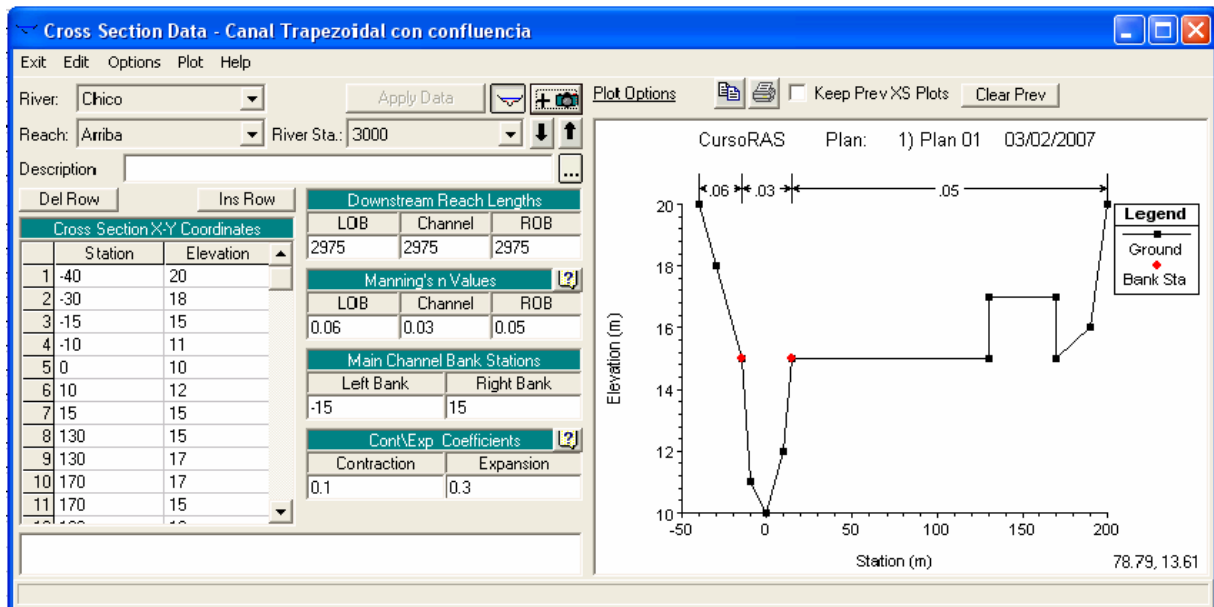 Cross Section Data - Canal Trapezoidal con confluencia
Exit Edit Options Plot Help
River: Chico Apply Data
Reach: Arriba River Sta.: 3000
Description ...
Del Row Ins Row
Cross Section X-Y Coordinates
Station Elevation
1 -40 20
2 -30 18
3 -15 15
4 -10 11
5 0 10
6 10 12
7 15 15
8 130 15
9 130 17
10 170 17
11 170 15
Downstream Reach Lengths
LOB Channel ROB
2975 2975 2975
Manning's n Values
LOB Channel ROB
0.06 0.03 0.05
Main Channel Bank Stations
Left Bank Right Bank
-15 15
Cont\Exp Coefficients
Contraction Expansion
0.1 0.3
Plot Options Keep Prev XS Plots Clear Prev
CursoRAS Plan: 1) Plan 01 03/02/2007
.06 .03 .05
Legend
Ground
Bank Sta
Elevation (m)
20
18
16
14
12
10
-50 0 50 100 150 200
Station (m)
78.79, 13.61